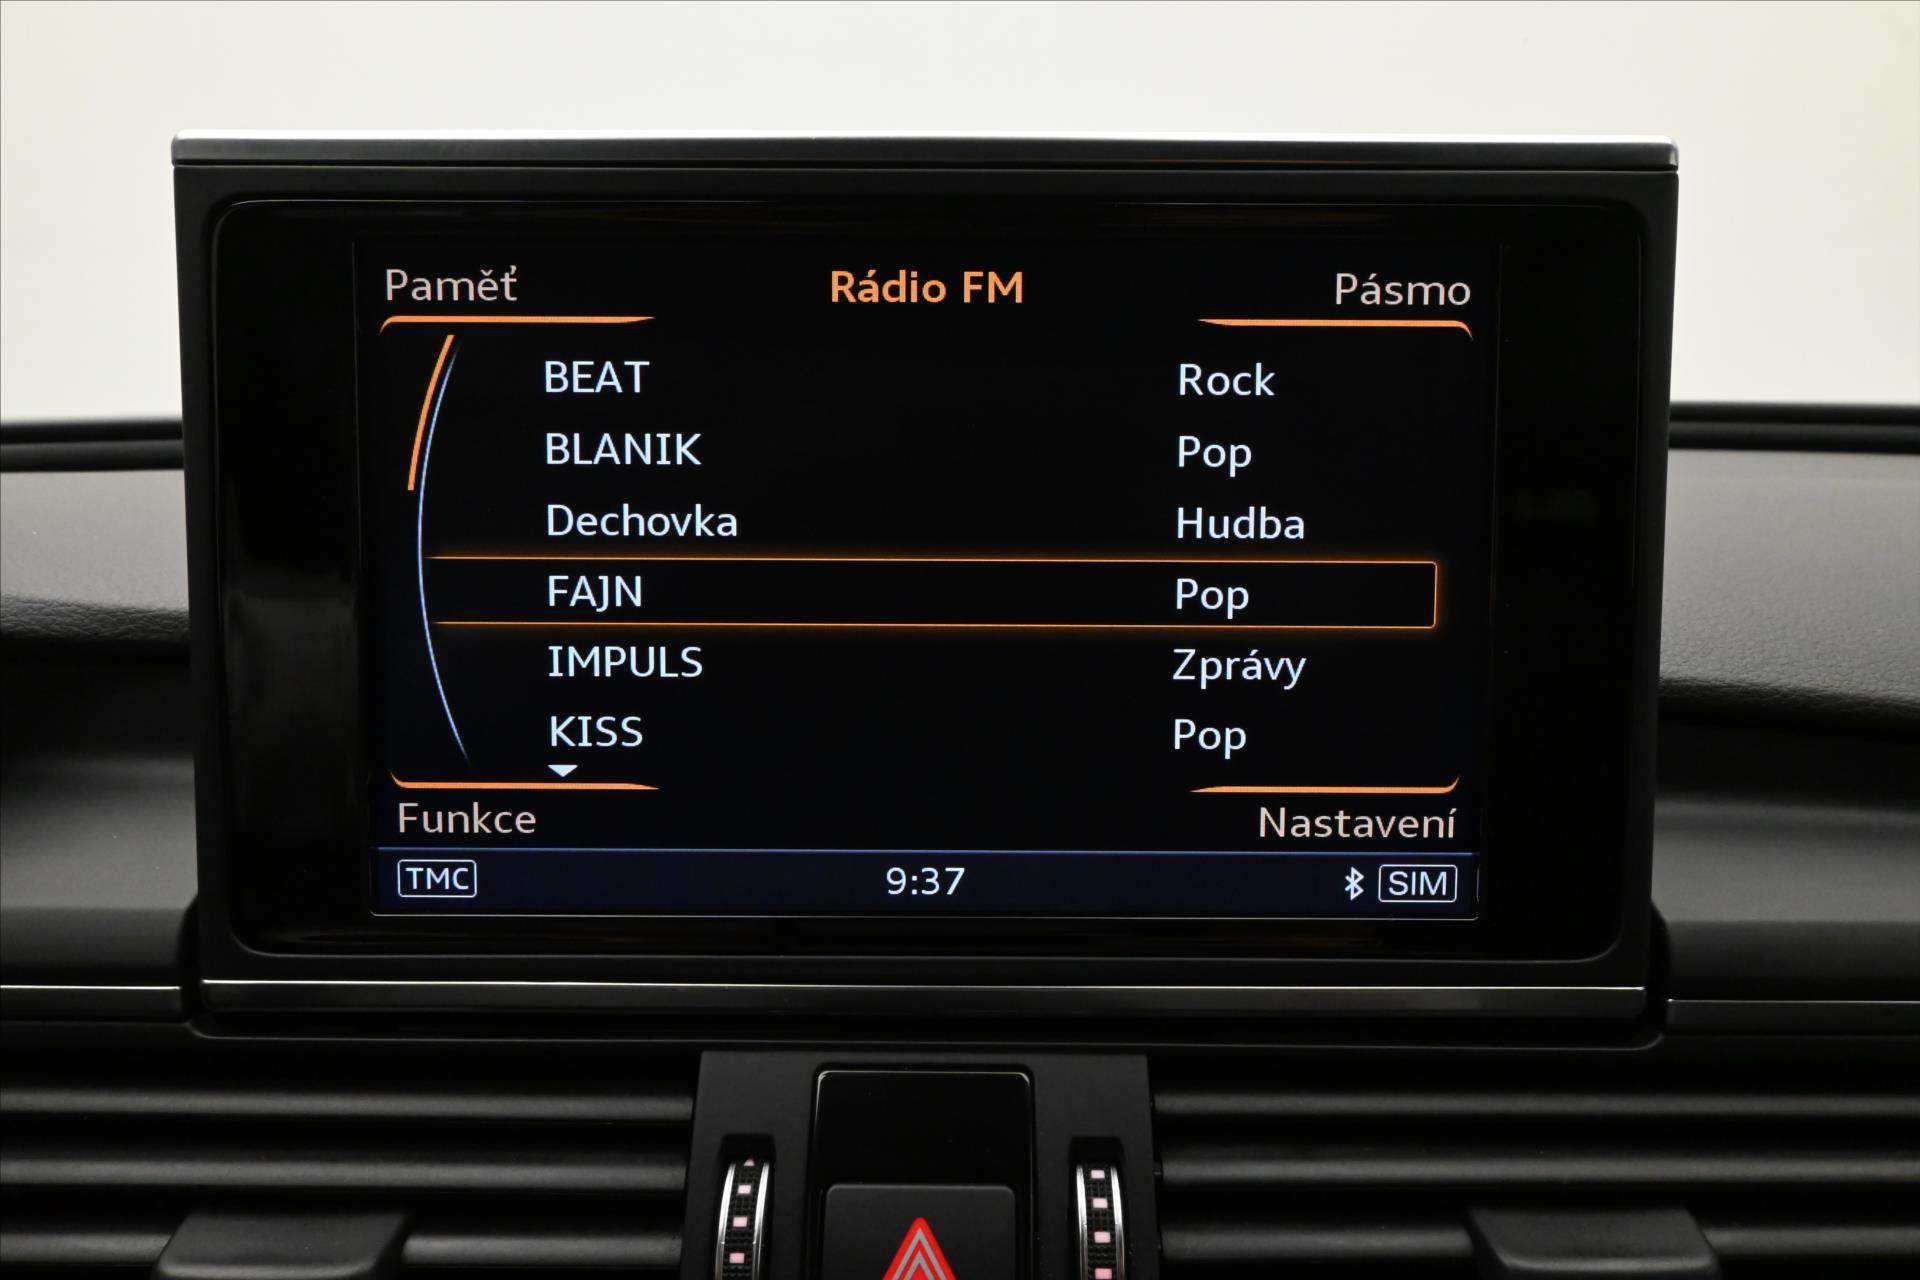 Paměť Rádio FM Pásmo
BEAT Rock
BLANIK Pop
Dechovka Hudba
FAJN Pop
IMPULS Zprávy
KISS Pop
Funkce Nastavení
TMC 9:37 SIM